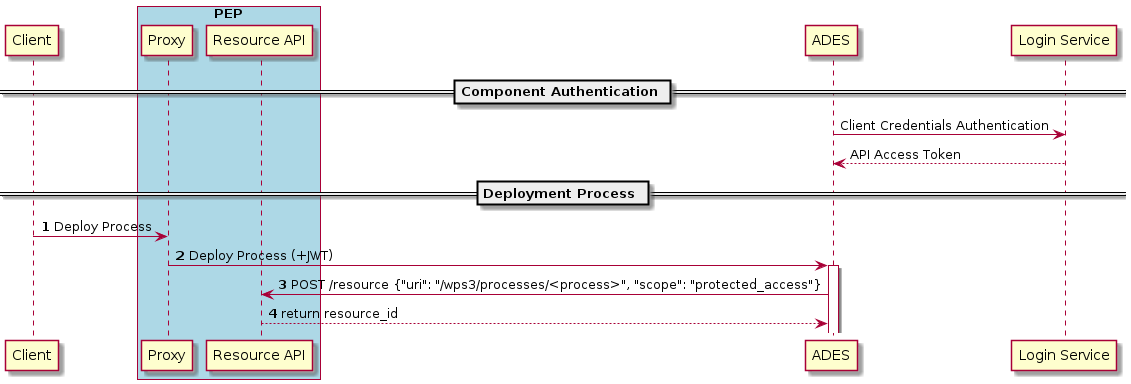 PEP
Client
Proxy
Resource API
ADES
Login Service
Component Authentication
Client Credentials Authentication
API Access Token
Deployment Process
1 Deploy Process
2 Deploy Process (+JWT)
3 POST /resource {"uri": "/wps3/processes/<process>", "scope": "protected_access"}
4 return resource_id
Client
Proxy
Resource API
ADES
Login Service